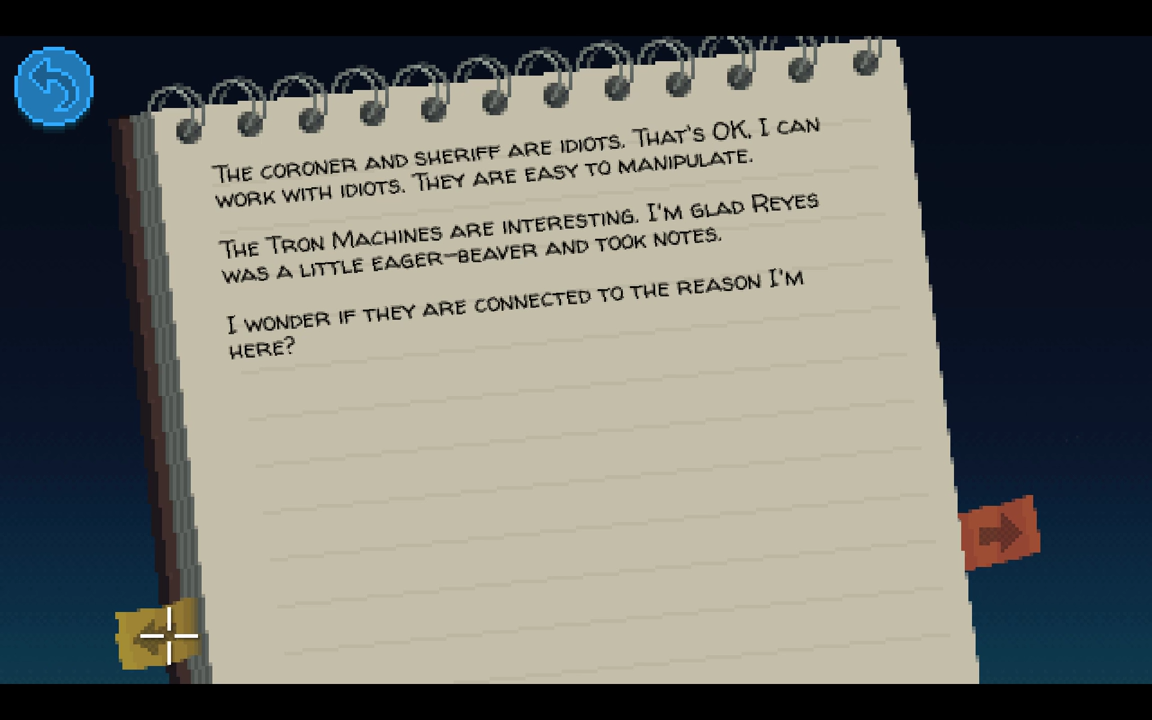 The coroner and sheriff are idiots. That's OK. I can
work with idiots. They are easy to manipulate.
The Tron Machines are interesting. I'm glad Reyes
was a little eager-beaver and took notes.
I wonder if they are connected to the reason I'm
here?